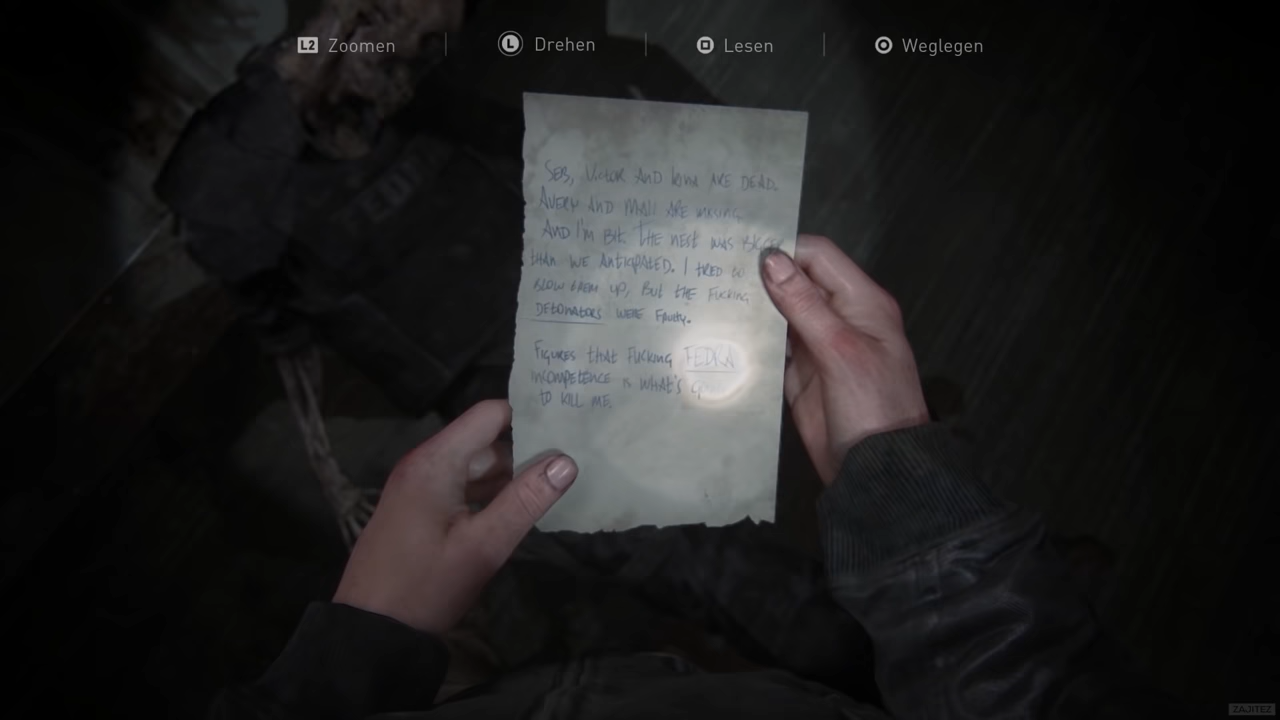 L2 Zoomen
L Drehen
Lesen
Weglegen
SEB, VICTOR AND ARE DEAD.
AVERY AND ARE MISSING.
AND I'M BIT. THE NEST WAS BIGGER
THAN WE ANTICIPATED. I TRIED TO
BLOW THEM UP, BUT THE FUCKING
DETONATORS WERE FAULTY.
FIGURES THAT FUCKING FEDRA
INCOMPETENCE IS WHAT'S
TO KILL ME.
ZAJITEZ